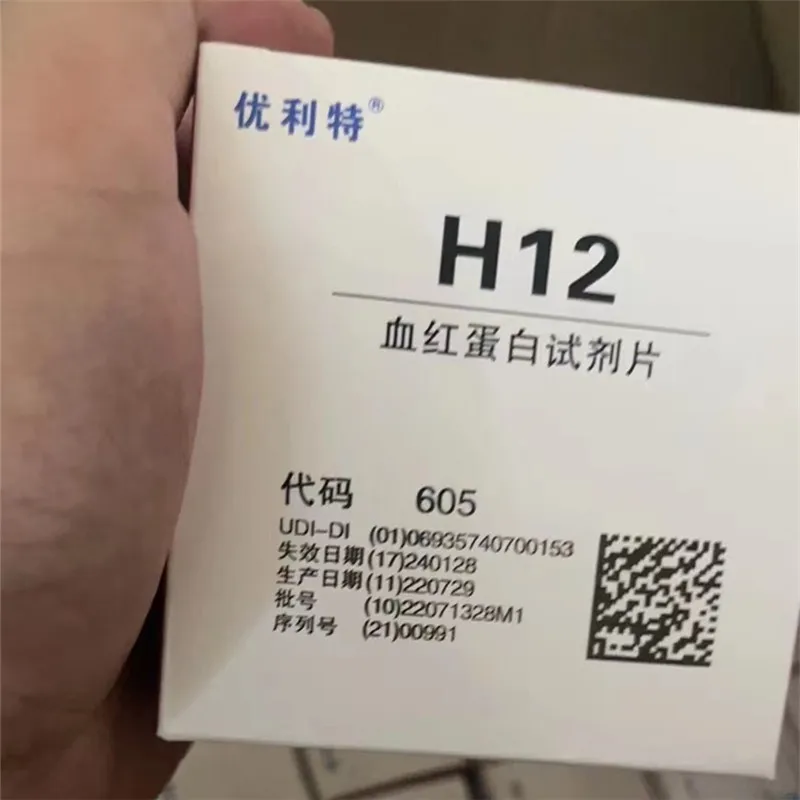 优利特®
H12
血红蛋白试剂片
代码 605
UDI-DI (01)06935740700153
失效日期(17)240128
生产日期(11)220729
批号 (10)22071328M1
序列号 (21)00991